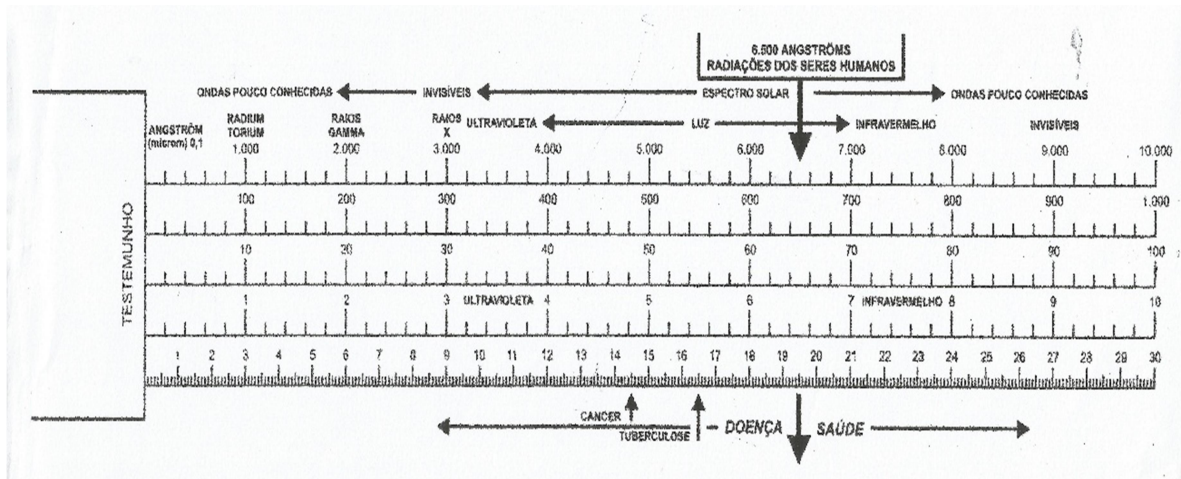 6.500 ANGSTRÖMS
RADIAÇÕES DOS SERES HUMANOS
ONDAS POUCO CONHECIDAS INVISÍVEIS ESPECTRO SOLAR ONDAS POUCO CONHECIDAS
ANGSTRÖM (microm) 0,1 RADIUM TORIUM RAIOS GAMMA RAIOS X ULTRAVIOLETA LUZ INFRAVERMELHO INVISÍVEIS
1.000 2.000 3.000 4.000 5.000 6.000 7.000 8.000 9.000 10.000
100 200 300 400 500 600 700 800 900 1.000
10 20 30 40 50 60 70 80 90 100
TESTEMUNHO
1 2 3 ULTRAVIOLETA 4 5 6 7 INFRAVERMELHO 8 9 10
1 2 3 4 5 6 7 8 9 10 11 12 13 14 15 16 17 18 19 20 21 22 23 24 25 26 27 28 29 30
CANCER
TUBERCULOSE DOENÇA SAÚDE